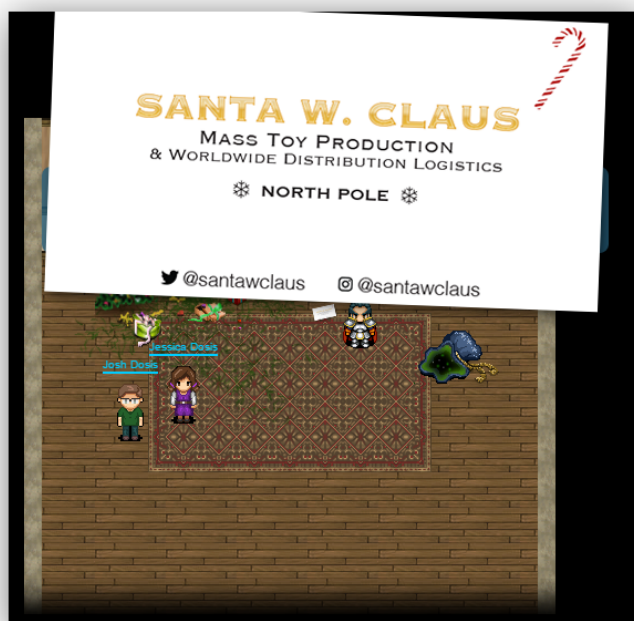 SANTA W. CLAUS
MASS TOY PRODUCTION
& WORLDWIDE DISTRIBUTION LOGISTICS
NORTH POLE
@santawclaus @santawclaus
Jessica Dosis
Josh Dosis